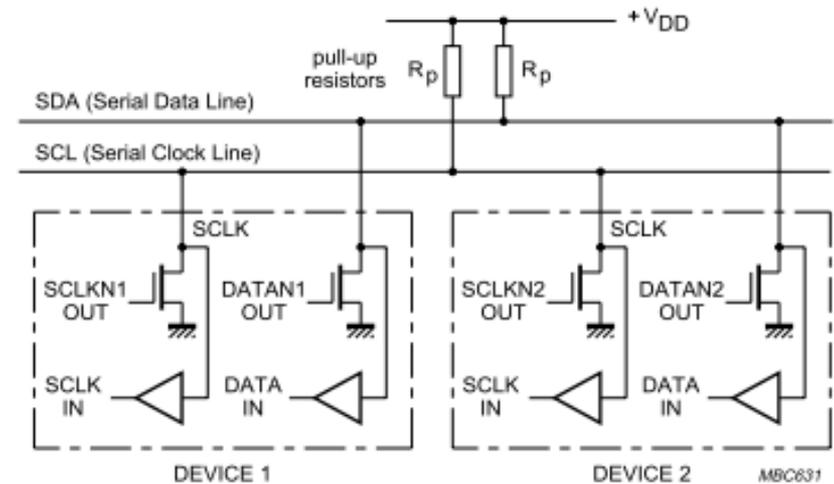 +VDD
pull-up
resistors
Rp
Rp
SDA (Serial Data Line)
SCL (Serial Clock Line)
SCLK
SCLK
SCLKN1
OUT
DATAN1
OUT
SCLKN2
OUT
DATAN2
OUT
SCLK
IN
DATA
IN
SCLK
IN
DATA
IN
DEVICE 1
DEVICE 2
MBC631